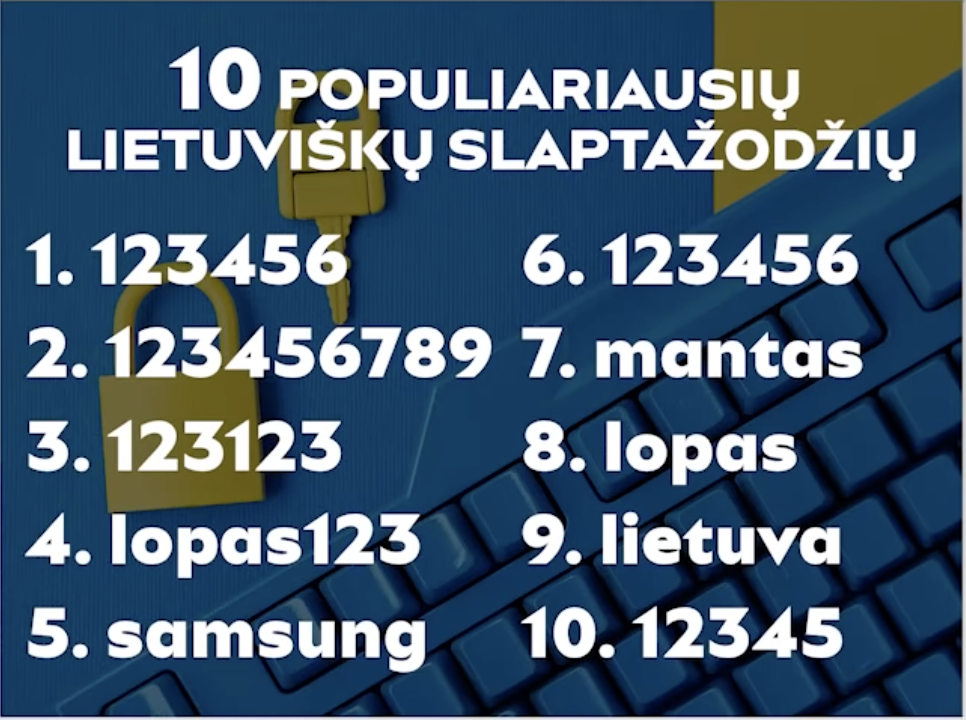 10 POPULIARIAUSIŲ
LIETUVIŠKŲ SLAPTAŽODŽIŲ
1. 123456
2. 123456789
3. 123123
4. lopas123
5. samsung
6. 123456
7. mantas
8. lopas
9. lietuva
10. 12345